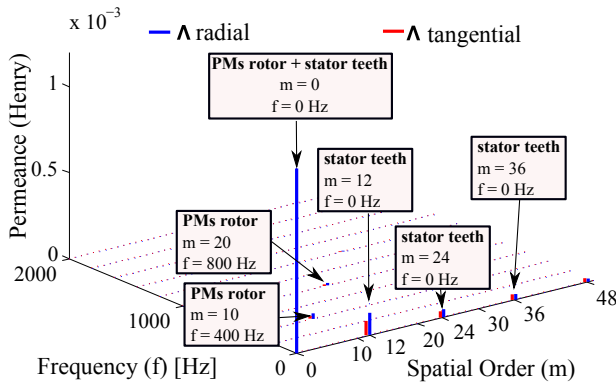 x 10⁻³
Λ radial
Λ tangential
Permeance (Henry)
1
0.5
0
PMs rotor + stator teeth
m = 0
f = 0 Hz
stator teeth
m = 12
f = 0 Hz
stator teeth
m = 36
f = 0 Hz
PMs rotor
m = 20
f = 800 Hz
stator teeth
m = 24
f = 0 Hz
PMs rotor
m = 10
f = 400 Hz
2000
1000
0
Frequency (f) [Hz]
0
10
12
20
24
30
36
48
Spatial Order (m)